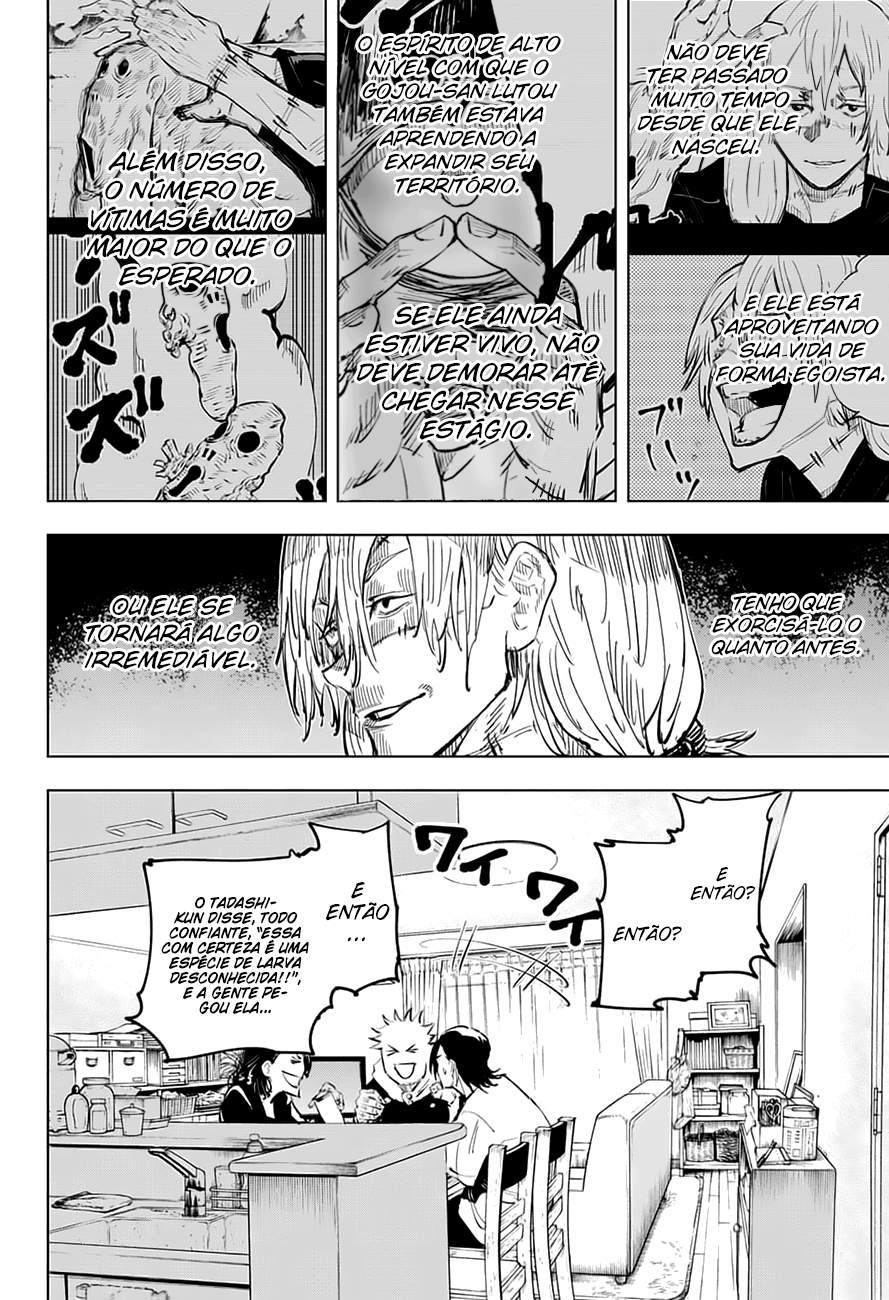 NÃO DEVE
TER PASSADO
MUITO TEMPO
DESDE QUE ELE
NASCEU.
E ELE ESTÁ
APROVEITANDO
SUA VIDA DE
FORMA EGOISTA.
O ESPÍRITO DE ALTO
NÍVEL COM QUE O
GOJOU-SAN LUTOU
TAMBÉM ESTAVA
APRENDENDO A
EXPANDIR SEU
TERRITÓRIO.
SE ELE AINDA
ESTIVER VIVO, NÃO
DEVE DEMORAR ATÉ
CHEGAR NESSE
ESTÁGIO.
ALÉM DISSO,
O NÚMERO DE
VÍTIMAS É MUITO
MAIOR DO QUE O
ESPERADO.
ズズ
TENHO QUE
EXORCISÁ-LO O
QUANTO ANTES.
OU ELE SE
TORNARÁ ALGO
IRREMEDIÁVEL.
E
ENTÃO?
ENTÃO?
ワイワイ
E
ENTÃO
...
O TADASHI-
KUN DISSE, TODO
CONFIANTE, "ESSA
COM CERTEZA É UMA
ESPÉCIE DE LARVA
DESCONHECIDA!!",
E A GENTE PE-
GOU ELA...